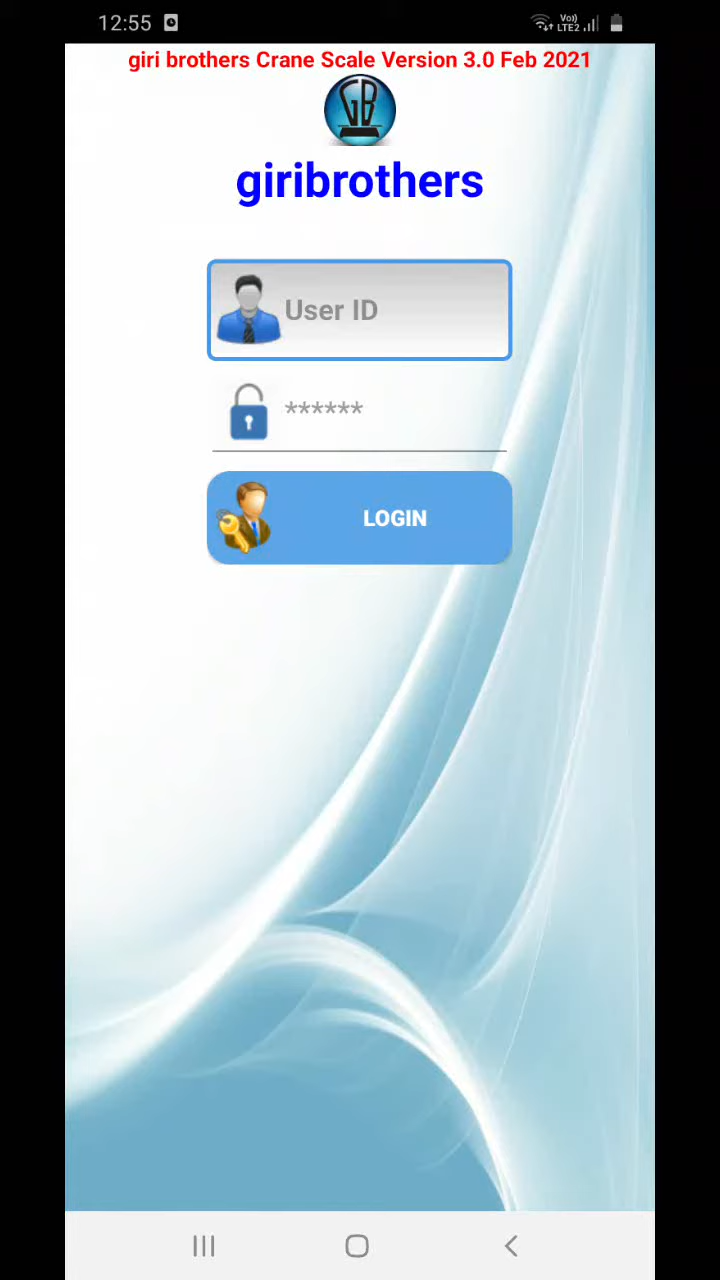 12:55
Vo))
LTE2
giri brothers Crane Scale Version 3.0 Feb 2021
GB
giribrothers
User ID
******
LOGIN